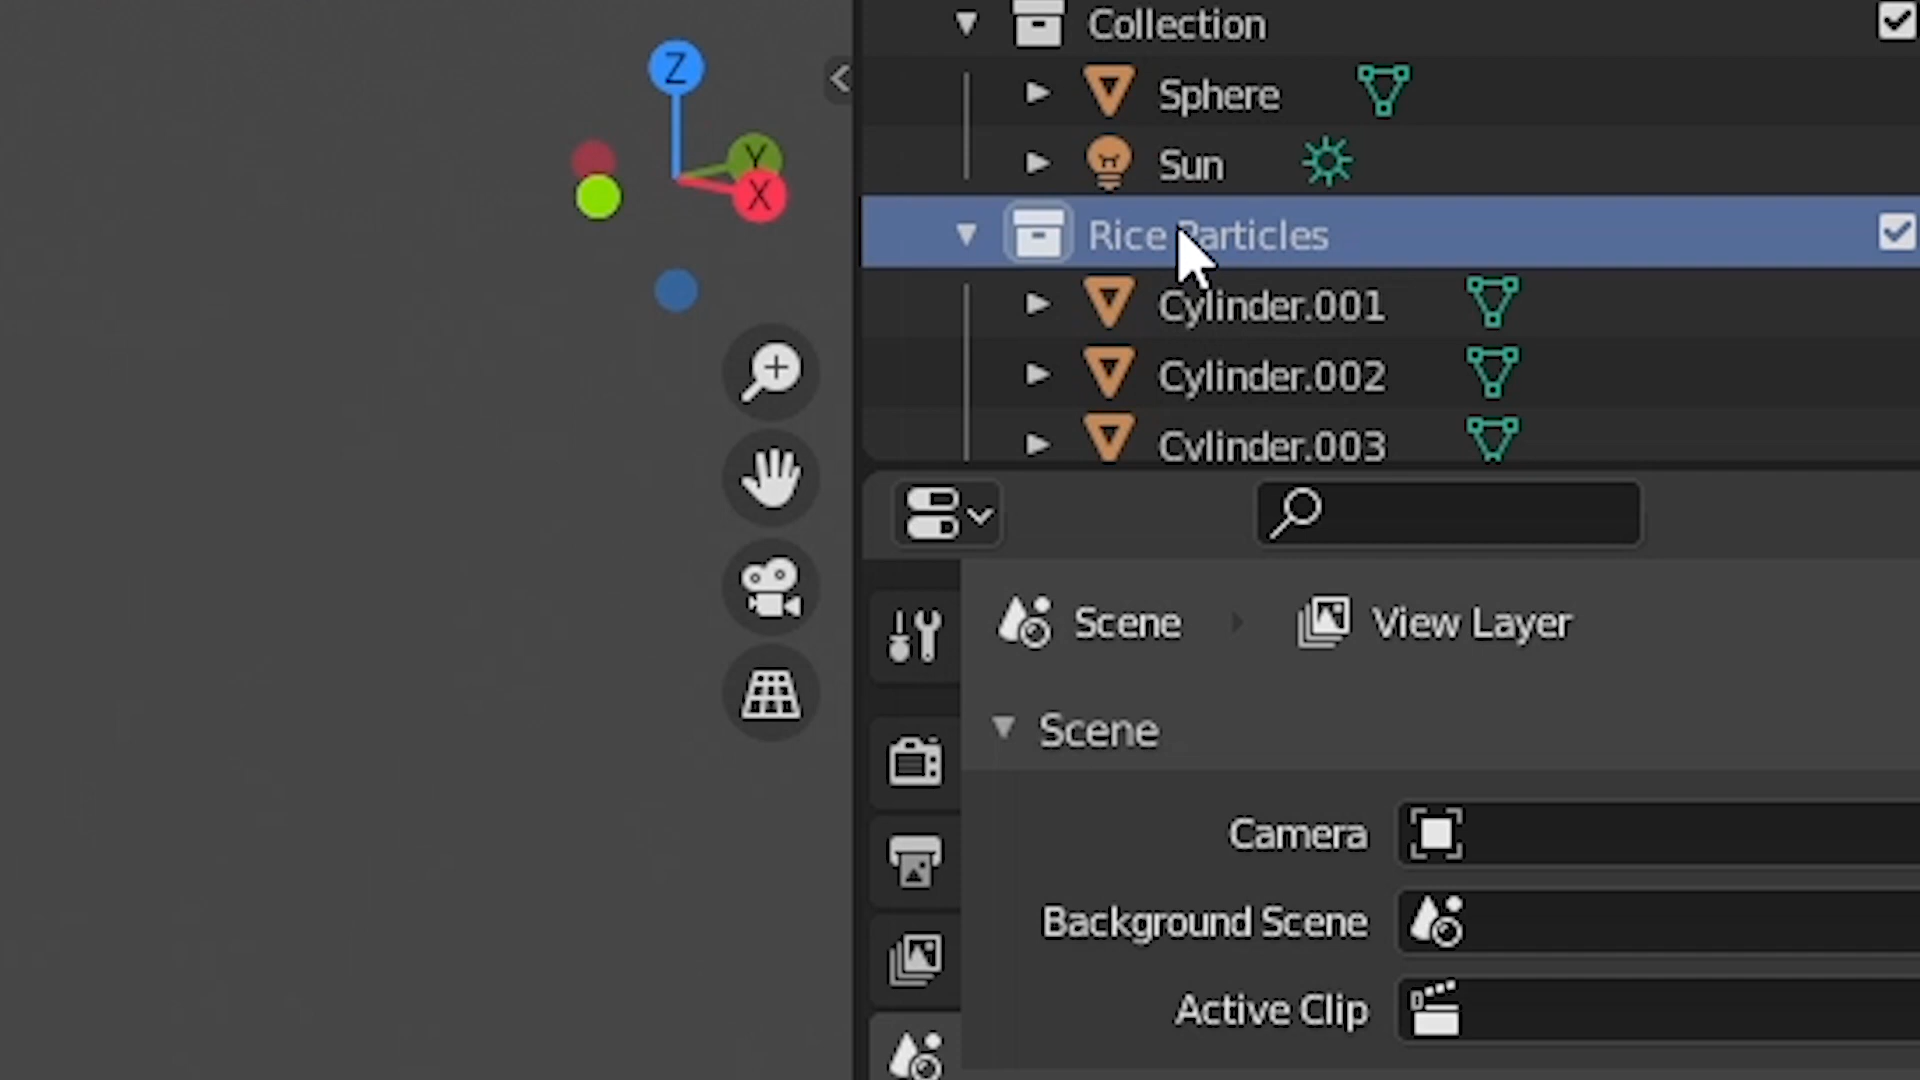 Collection
Sphere
Sun
Rice Particles
Cylinder.001
Cylinder.002
Cylinder.003
Z
Y
X
Scene
View Layer
Scene
Camera
Background Scene
Active Clip